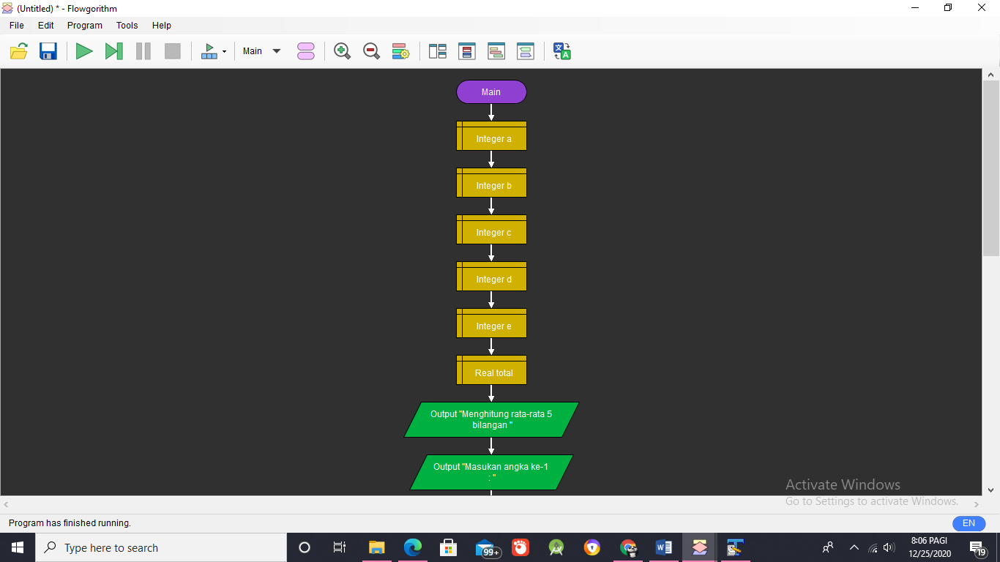 (Untitled) * - Flowgorithm
File Edit Program Tools Help
Main
Main
Integer a
Integer b
Integer c
Integer d
Integer e
Real total
Output "Menghitung rata-rata 5
bilangan "
Output "Masukan angka ke-1
: "
Activate Windows
Go to Settings to activate Windows.
Program has finished running.
EN
Type here to search
99+
8:06 PAGI
12/25/2020
19